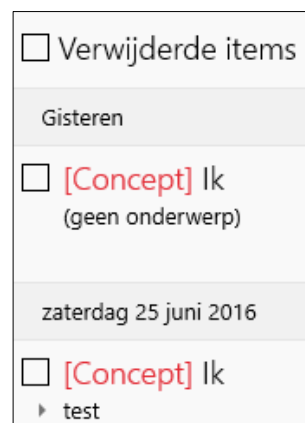 Verwijderde items
Gisteren
[Concept] Ik
(geen onderwerp)
zaterdag 25 juni 2016
[Concept] Ik
test